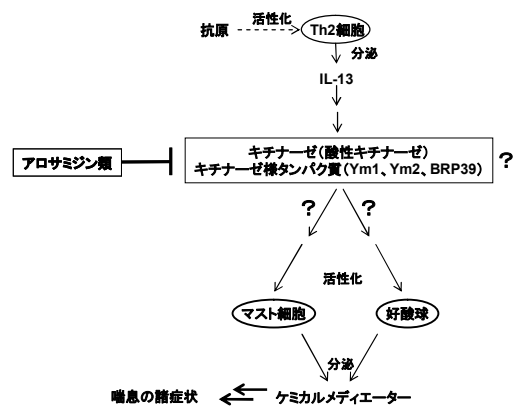 活性化
抗原
Th2細胞
分泌
IL-13
キチナーゼ(酸性キチナーゼ)
キチナーゼ様タンパク質(Ym1、Ym2、BRP39)
?
アロサミジン類
?
?
活性化
マスト細胞
好酸球
分泌
喘息の諸症状
ケミカルメディエーター